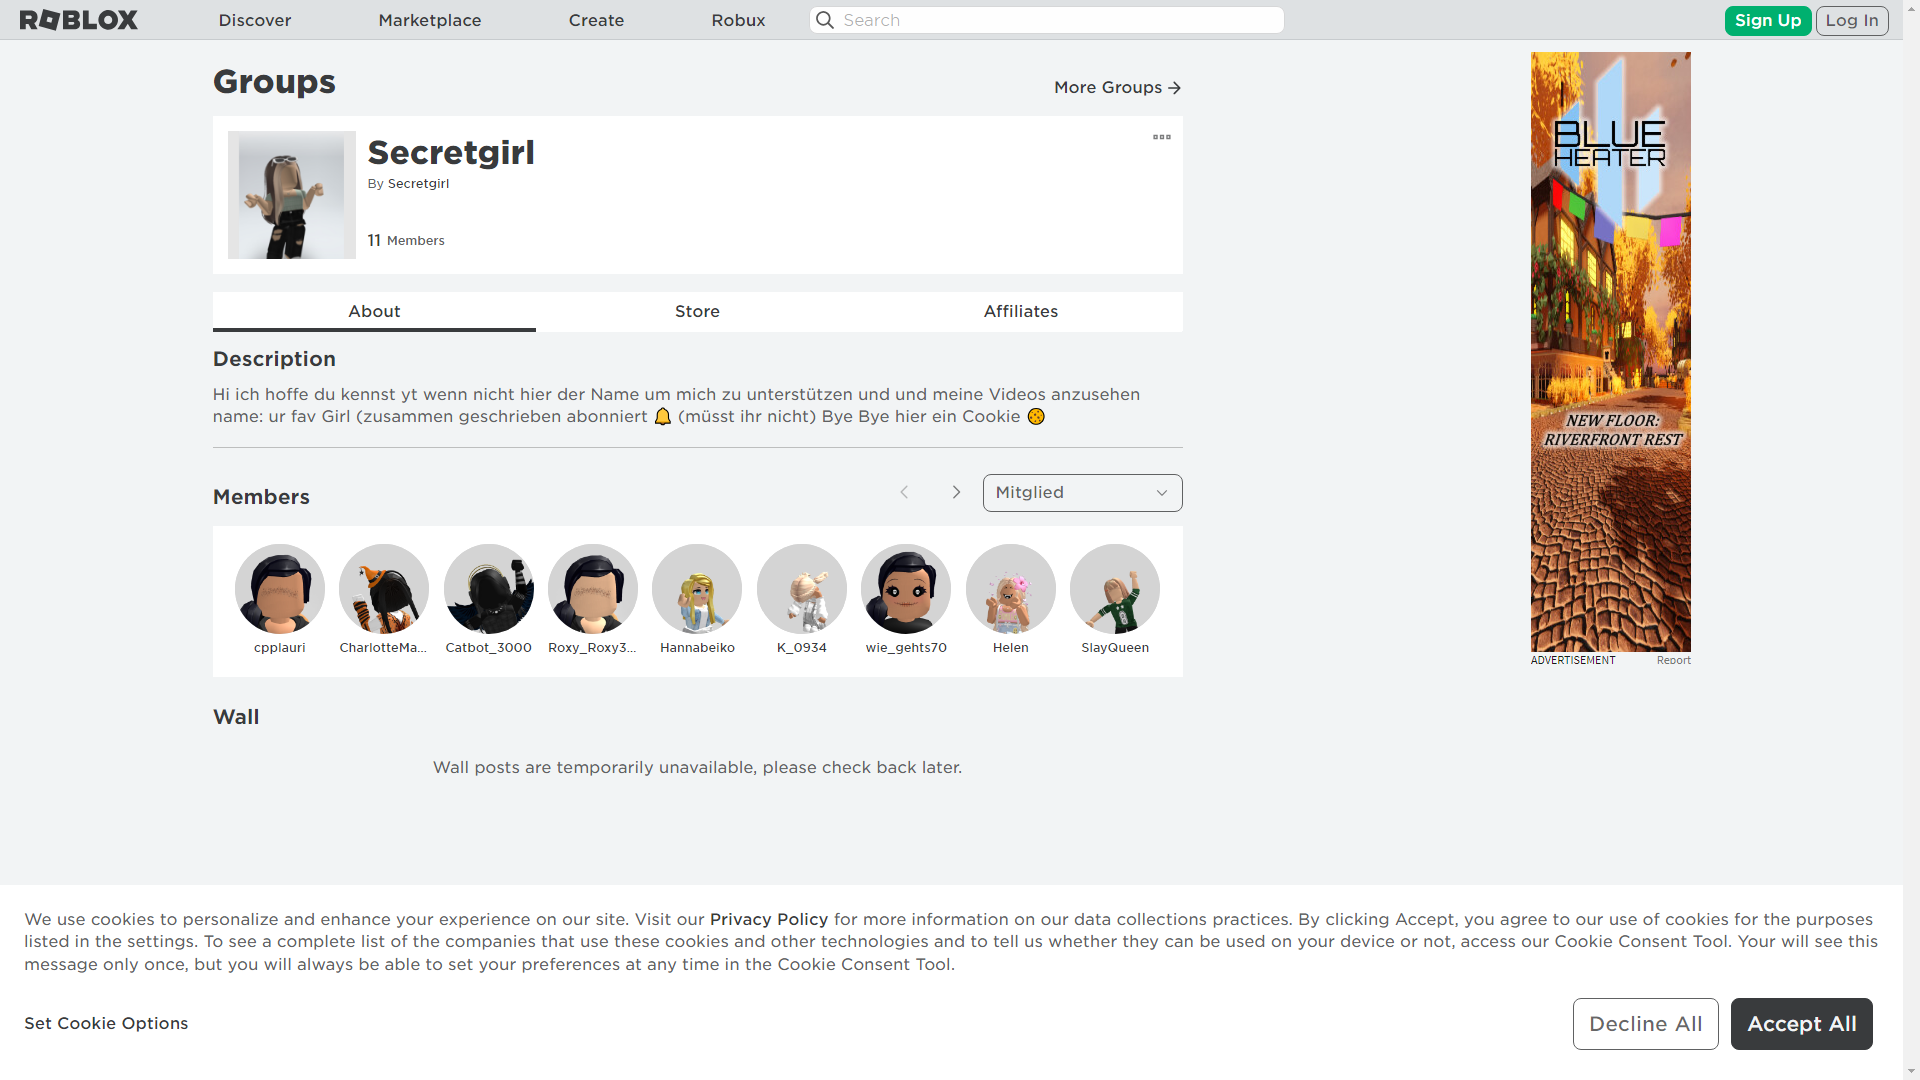 ROBLOX Discover Marketplace Create Robux Search Sign Up Log In
Groups
More Groups
Secretgirl
By Secretgirl
11 Members
About Store Affiliates
Description
Hi ich hoffe du kennst yt wenn nicht hier der Name um mich zu unterstützen und und meine Videos anzusehen
name: ur fav Girl (zusammen geschrieben abonniert 🔔 (müsst ihr nicht) Bye Bye hier ein Cookie 🍪
Members
Mitglied
cpplauri CharlotteMa... Catbot_3000 Roxy_Roxy3... Hannabeiko K_0934 wie_gehts70 Helen SlayQueen
Wall
Wall posts are temporarily unavailable, please check back later.
BLUE
HEATER
NEW FLOOR:
RIVERFRONT REST
ADVERTISEMENT Report
We use cookies to personalize and enhance your experience on our site. Visit our Privacy Policy for more information on our data collections practices. By clicking Accept, you agree to our use of cookies for the purposes
listed in the settings. To see a complete list of the companies that use these cookies and other technologies and to tell us whether they can be used on your device or not, access our Cookie Consent Tool. Your will see this
message only once, but you will always be able to set your preferences at any time in the Cookie Consent Tool.
Set Cookie Options
Decline All
Accept All